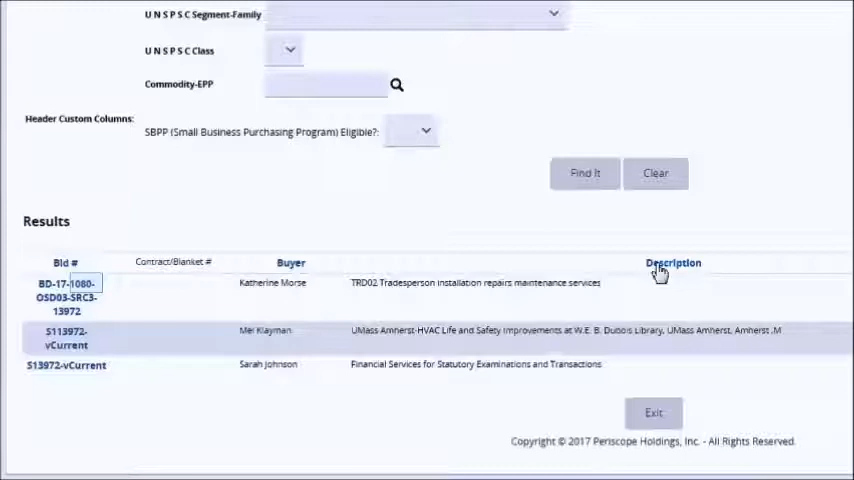 U N S P S C Segment-Family
U N S P S C Class
Commodity-EPP
Header Custom Columns:
SBPP (Small Business Purchasing Program) Eligible?:
Find It Clear
Results
Bid # Contract/Blanket # Buyer Description
BD-17-1080-
OSD03-SRC3-
13972
Katherine Morse TRD02 Tradesperson installation repairs maintenance services
S113972-
vCurrent
Mel Klayman UMass Amherst-HVAC Life and Safety Improvements at W.E. B. Dubois Library, UMass Amherst, Amherst ,M
S13972-vCurrent Sarah Johnson Financial Services for Statutory Examinations and Transactions
Exit
Copyright © 2017 Periscope Holdings, Inc. - All Rights Reserved.